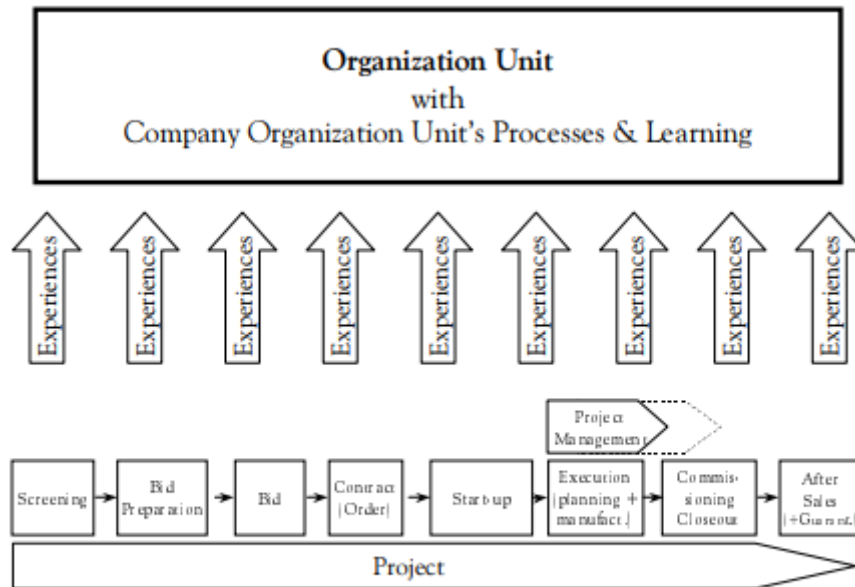 Organization Unit
with
Company Organization Unit's Processes & Learning
Experiences
Experiences
Experiences
Experiences
Experiences
Experiences
Experiences
Experiences
Experiences
Project
Management
Screening
Bid
Preparation
Bid
Contract
(Order)
Start-up
Execution
(planning +
manufact.)
Commis-
sioning
Closeout
After
Sales
(+Guarent.)
Project